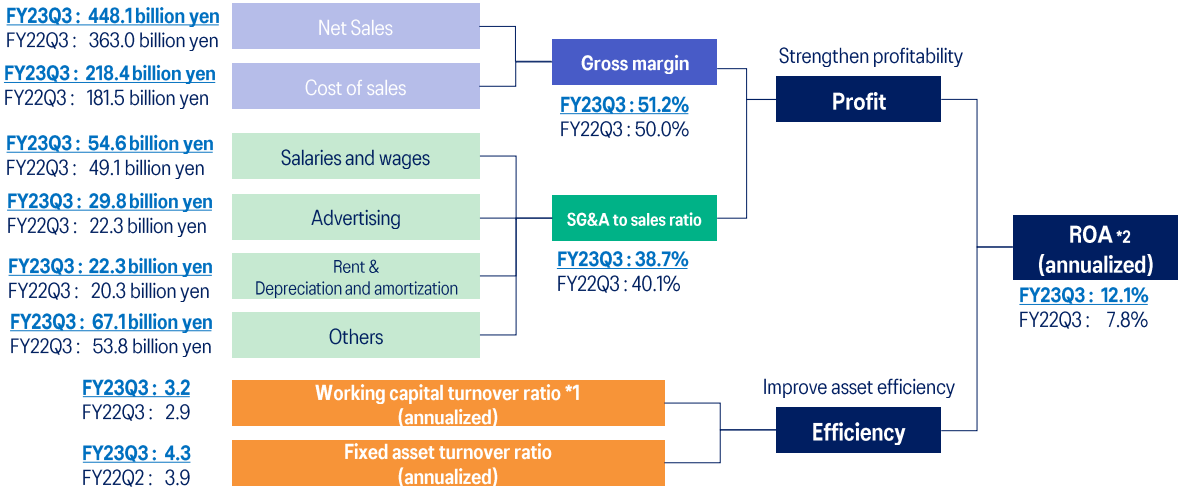 FY23Q3 : 448.1 billion yen
FY22Q3 : 363.0 billion yen
Net Sales
FY23Q3 : 218.4 billion yen
FY22Q3 : 181.5 billion yen
Cost of sales
Gross margin
FY23Q3 : 51.2%
FY22Q3 : 50.0%
Strengthen profitability
Profit
FY23Q3 : 54.6 billion yen
FY22Q3 : 49.1 billion yen
Salaries and wages
FY23Q3 : 29.8 billion yen
FY22Q3 : 22.3 billion yen
Advertising
SG&A to sales ratio
FY23Q3 : 38.7%
FY22Q3 : 40.1%
FY23Q3 : 22.3 billion yen
FY22Q3 : 20.3 billion yen
Rent &
Depreciation and amortization
FY23Q3 : 67.1 billion yen
FY22Q3 : 53.8 billion yen
Others
ROA *2
(annualized)
FY23Q3 : 12.1%
FY22Q3 : 7.8%
FY23Q3 : 3.2
FY22Q3 : 2.9
Working capital turnover ratio *1
(annualized)
Improve asset efficiency
Efficiency
FY23Q3 : 4.3
FY22Q2 : 3.9
Fixed asset turnover ratio
(annualized)